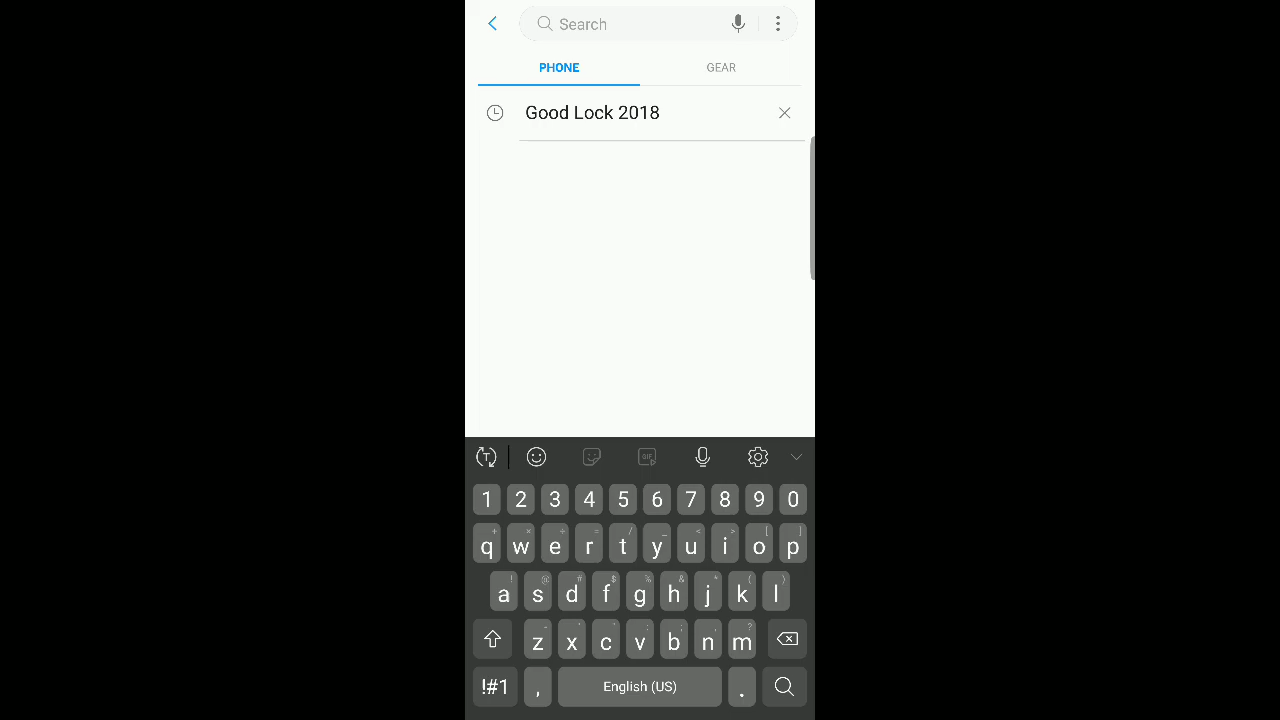 Search
PHONE GEAR
Good Lock 2018
T GIF
1 2 3 4 5 6 7 8 9 0
+ × ÷ = / _ < > [ ]
q w e r t y u i o p
! @ # $ % & * ( )
a s d f g h j k l
- ' " : ; , ?
z x c v b n m
!#1 , English (US) .